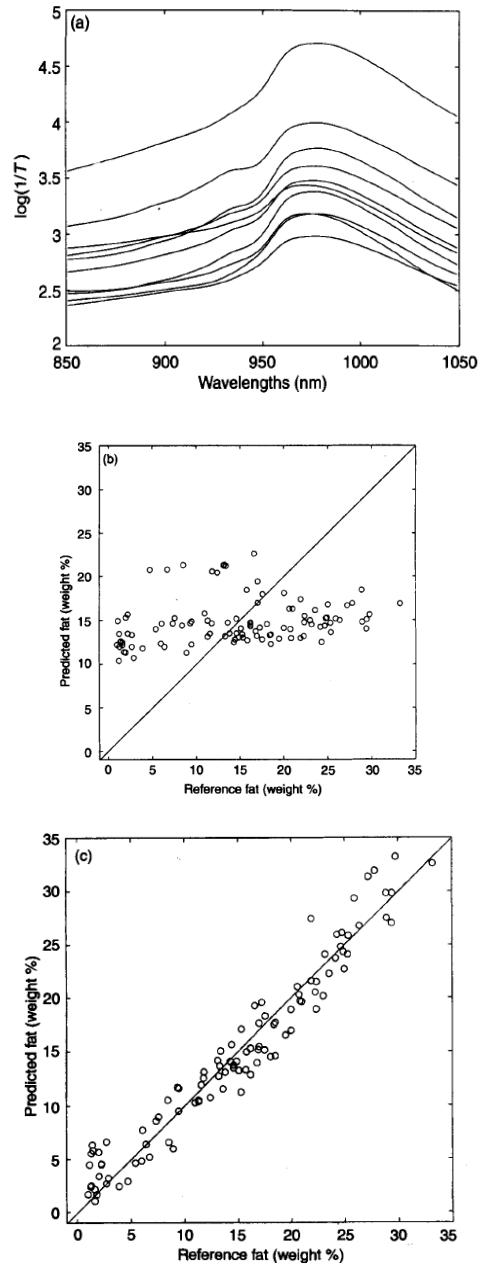 (a)
5
4.5
4
3.5
3
2.5
2
log(1/T)
850 900 950 1000 1050
Wavelengths (nm)
(b)
35
30
25
20
15
10
5
0
Predicted fat (weight %)
0 5 10 15 20 25 30 35
Reference fat (weight %)
(c)
35
30
25
20
15
10
5
0
Predicted fat (weight %)
0 5 10 15 20 25 30 35
Reference fat (weight %)